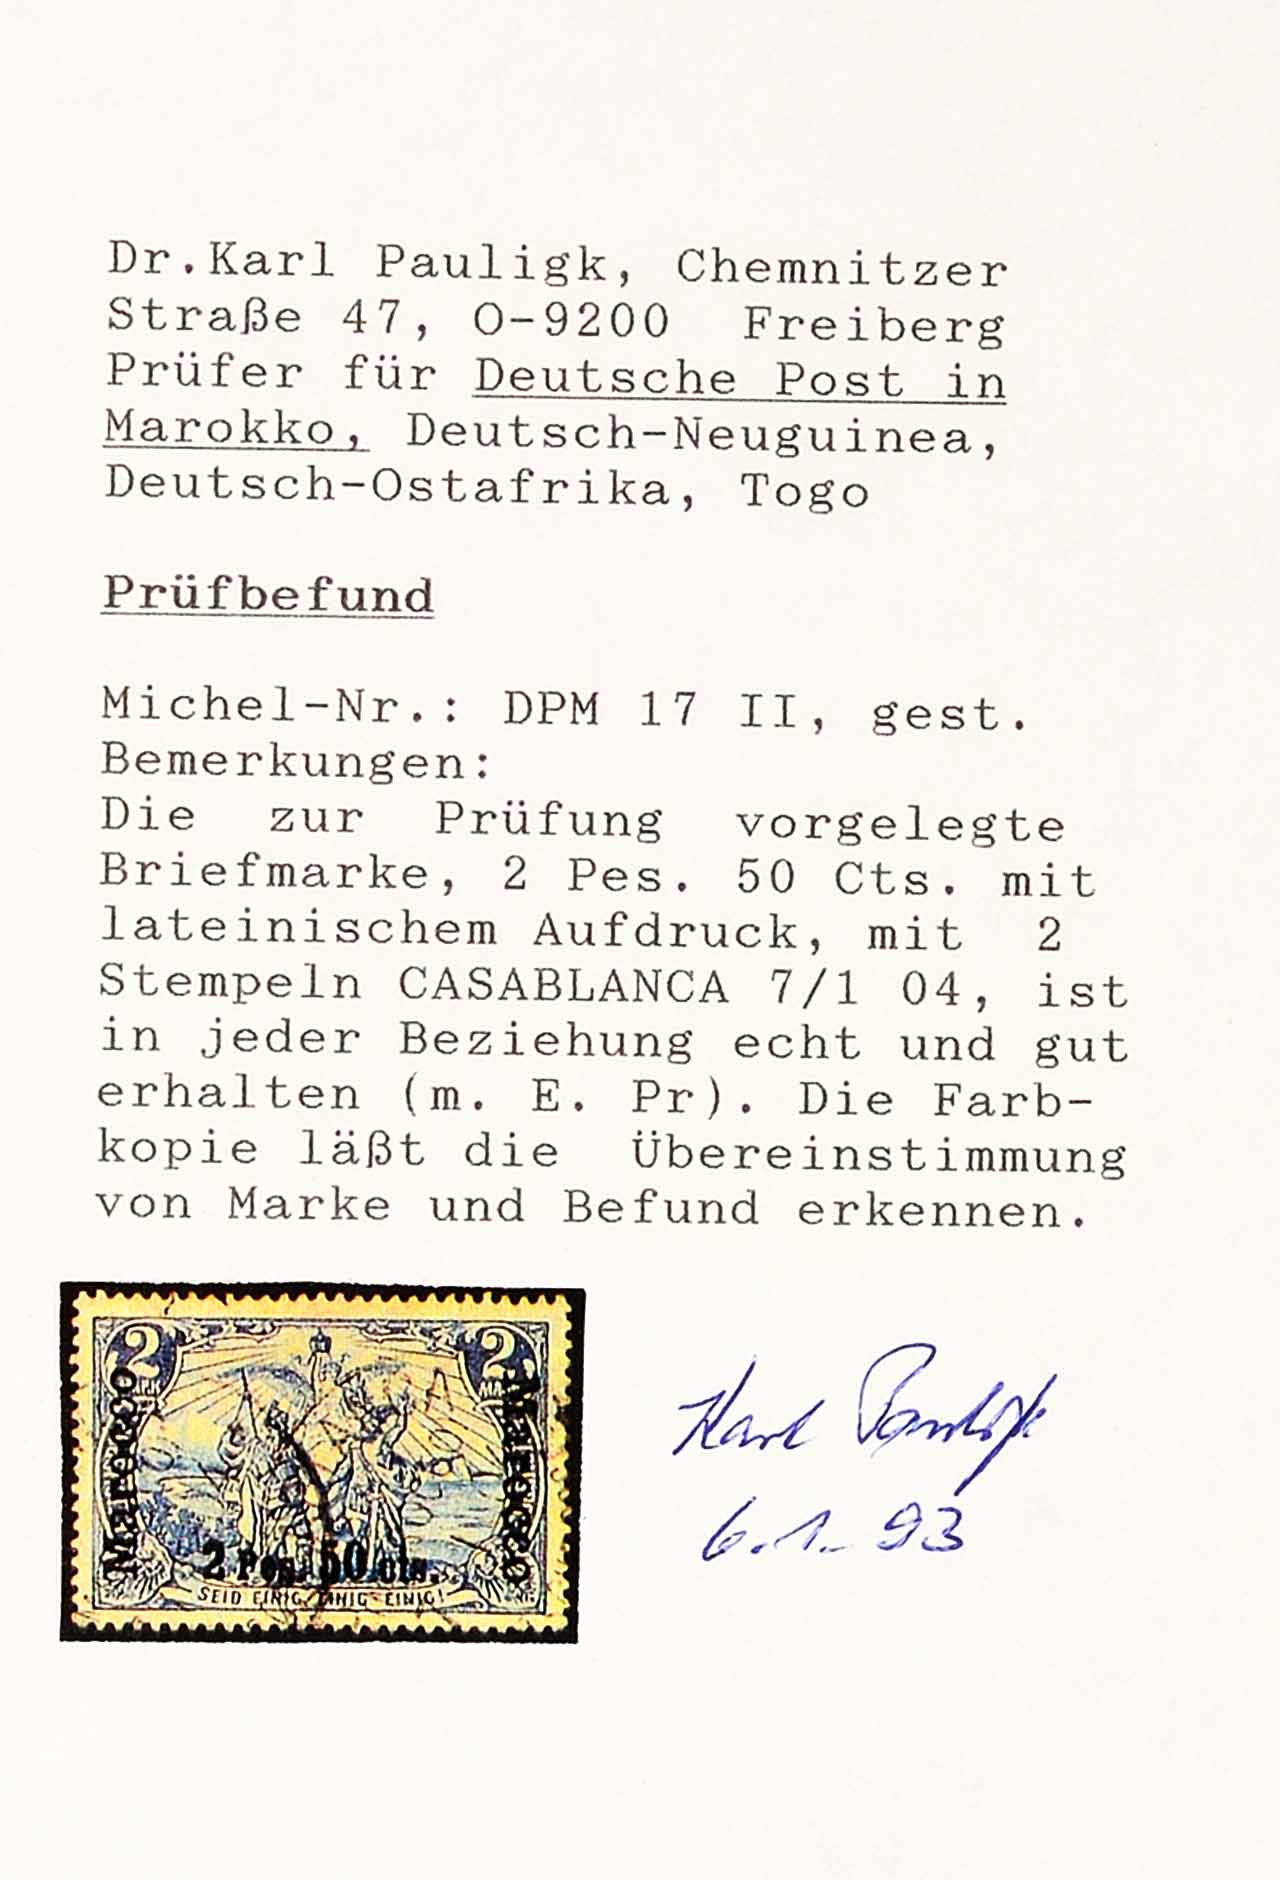 Dr.Karl Pauligk, Chemnitzer
Straße 47, O-9200 Freiberg
Prüfer für Deutsche Post in
Marokko, Deutsch-Neuguinea,
Deutsch-Ostafrika, Togo
Prüfbefund
Michel-Nr.: DPM 17 II, gest.
Bemerkungen:
Die zur Prüfung vorgelegte
Briefmarke, 2 Pes. 50 Cts. mit
lateinischem Aufdruck, mit 2
Stempeln CASABLANCA 7/1 04, ist
in jeder Beziehung echt und gut
erhalten (m. E. Pr). Die Farb-
kopie läßt die Übereinstimmung
von Marke und Befund erkennen.
2 2
Marocco
Marocco
2 Pes. 50 cts.
SEID EINIG EINIG EINIG!
Karl Pauligk
6.1.93